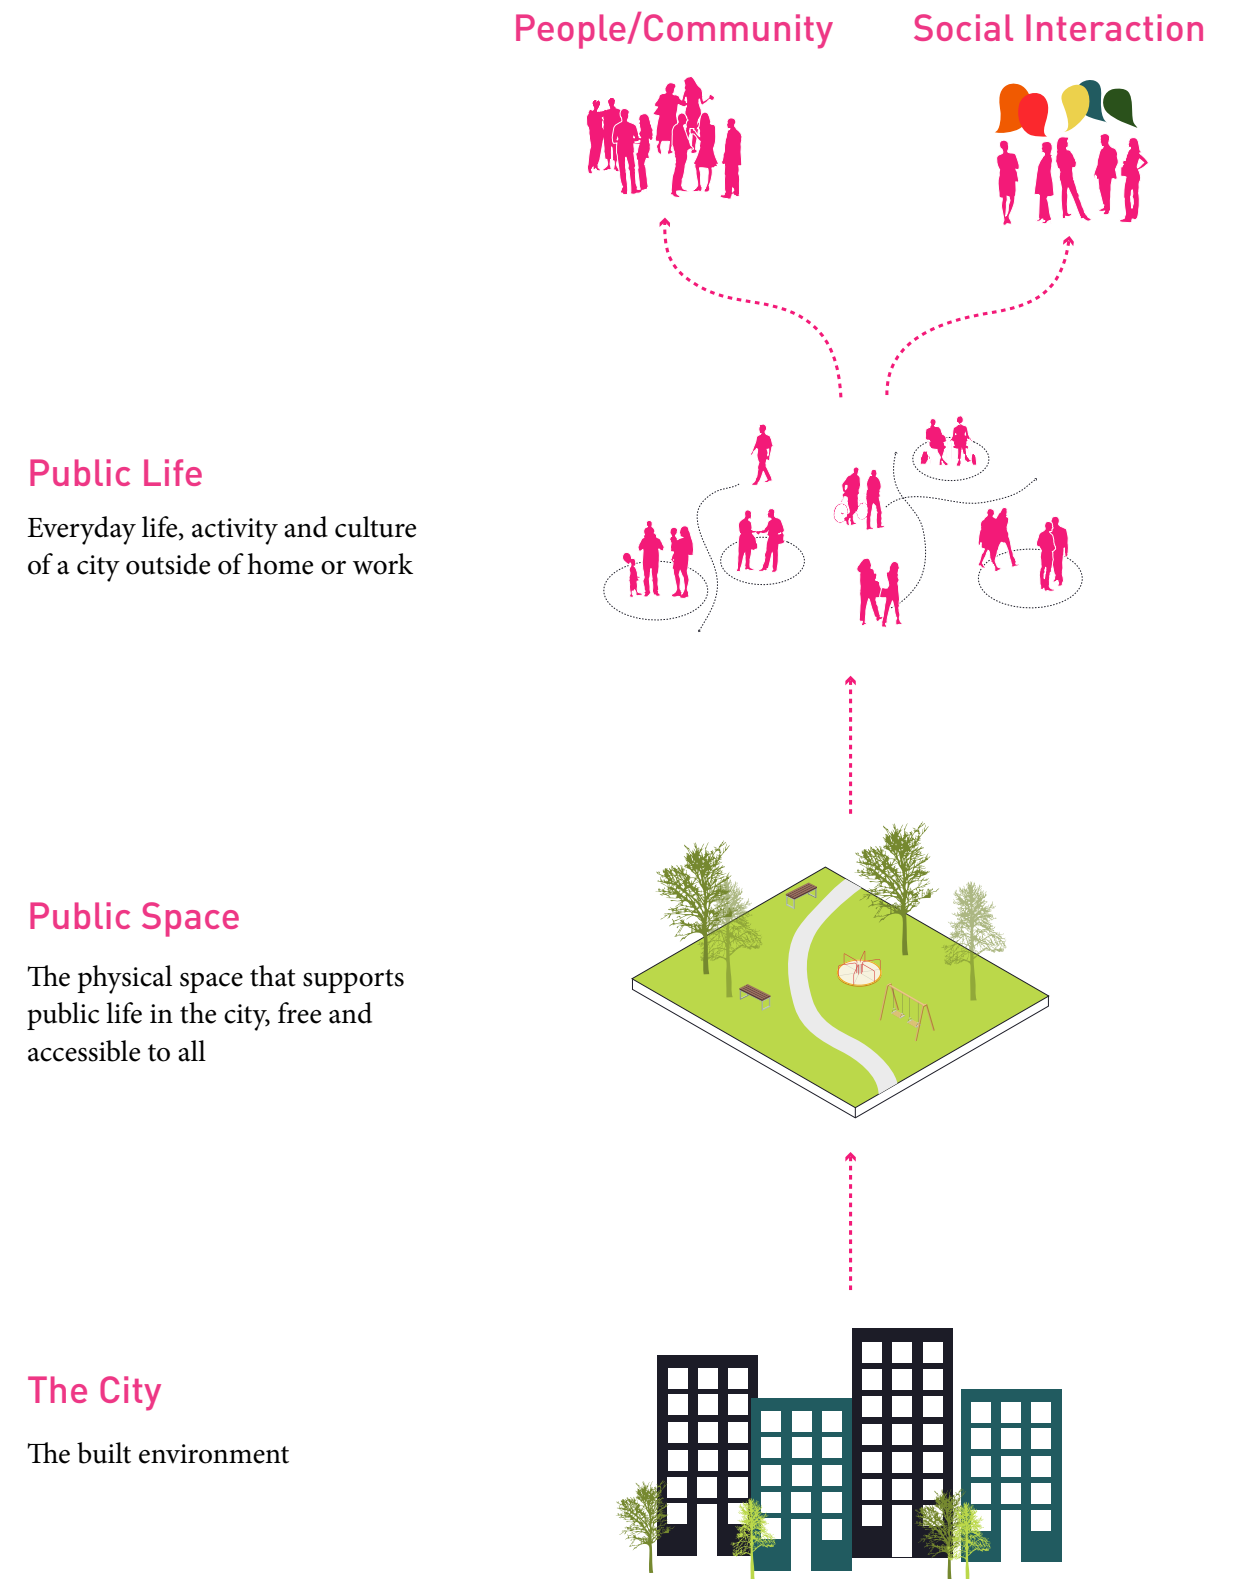 People/Community
Social Interaction
Public Life
Everyday life, activity and culture
of a city outside of home or work
Public Space
The physical space that supports
public life in the city, free and
accessible to all
The City
The built environment